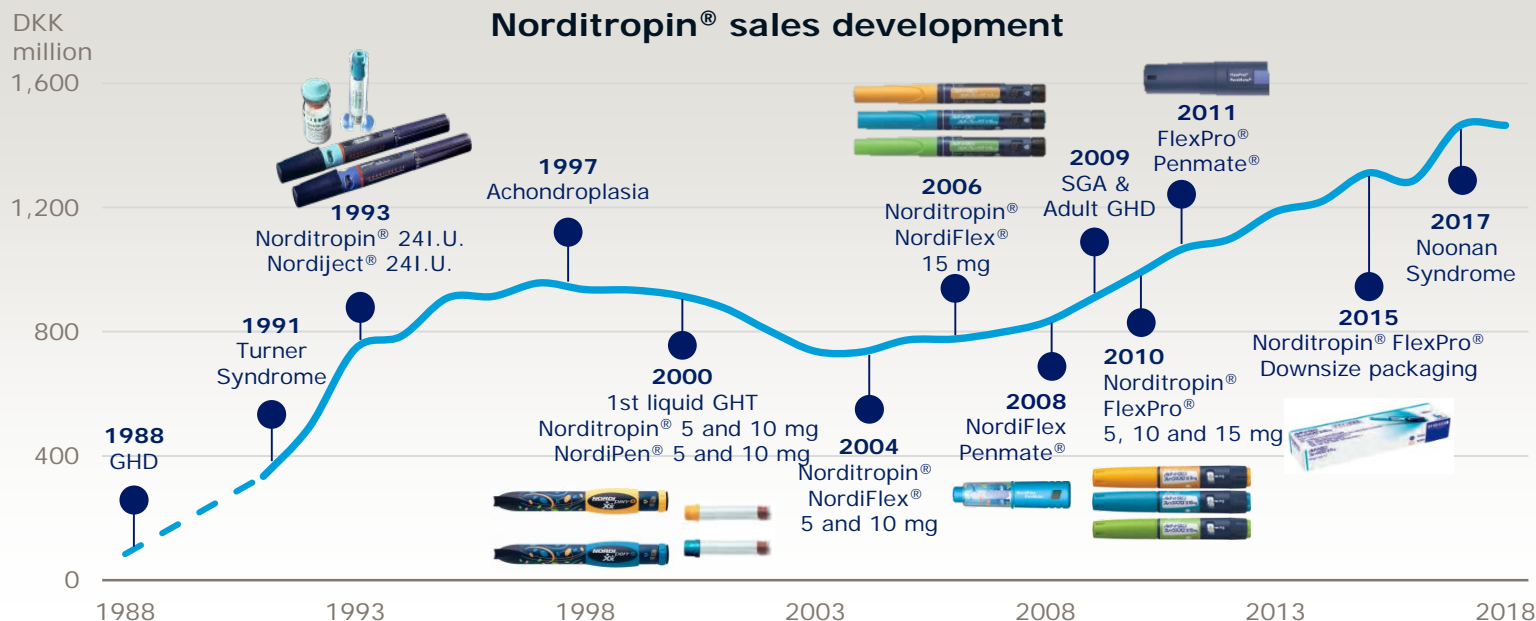 Norditropin® sales development
DKK
million
1,600
1,200
800
400
0
1988
GHD
1991
Turner
Syndrome
1993
Norditropin® 24I.U.
Nordiject® 24I.U.
1997
Achondroplasia
2000
1st liquid GHT
Norditropin® 5 and 10 mg
NordiPen® 5 and 10 mg
2004
Norditropin®
NordiFlex®
5 and 10 mg
2006
Norditropin®
NordiFlex®
15 mg
2008
NordiFlex
Penmate®
2009
SGA &
Adult GHD
2010
Norditropin®
FlexPro®
5, 10 and 15 mg
2011
FlexPro®
Penmate®
2015
Norditropin® FlexPro®
Downsize packaging
2017
Noonan
Syndrome
1988
1993
1998
2003
2008
2013
2018